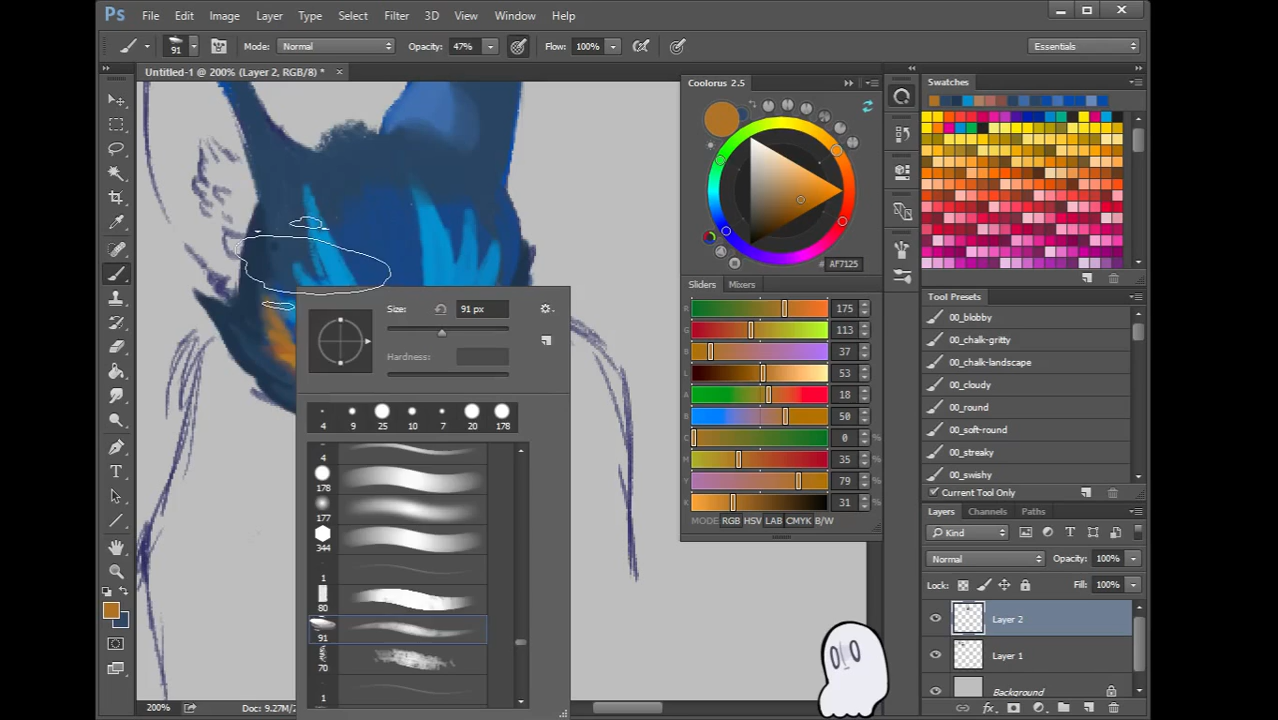 Ps File Edit Image Layer Type Select Filter 3D View Window Help
91 Mode: Normal Opacity: 47% Flow: 100% Essentials
Untitled-1 @ 200% (Layer 2, RGB/8) * ×
Coolorus 2.5
# AF7125
Sliders Mixers
R 175
G 113
B 37
L 53
A 18
B 50
C 0 %
M 35 %
Y 79 %
K 31 %
MODE RGB HSV LAB CMYK B/W
Swatches
Tool Presets
00_blobby
00_chalk-gritty
00_chalk-landscape
00_cloudy
00_round
00_soft-round
00_streaky
00_swishy
Current Tool Only
Layers Channels Paths
Kind
Normal Opacity: 100%
Lock: Fill: 100%
Layer 2
Layer 1
Background
Size: 91 px
Hardness:
4 9 25 10 7 20 178
4
178
177
344
1
80
91
70
1
200% Doc: 9.27M/2